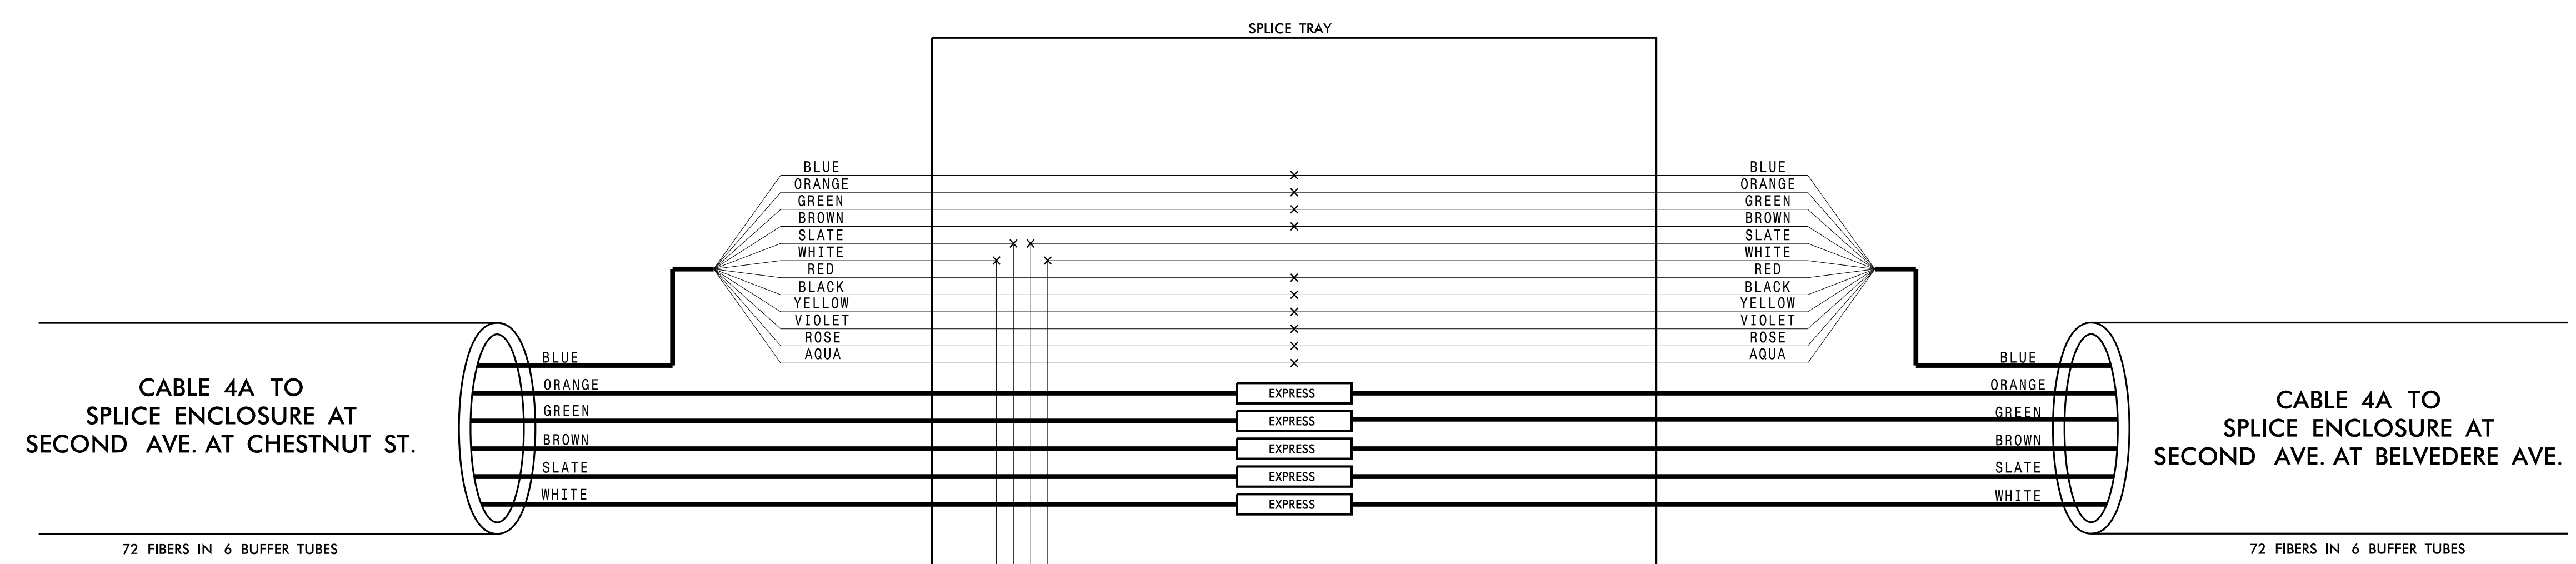 SPLICE TRAY
BLUE
ORANGE
GREEN
BROWN
SLATE
WHITE
RED
BLACK
YELLOW
VIOLET
ROSE
AQUA
BLUE
ORANGE
GREEN
BROWN
SLATE
WHITE
RED
BLACK
YELLOW
VIOLET
ROSE
AQUA
CABLE 4A TO
SPLICE ENCLOSURE AT
SECOND AVE. AT CHESTNUT ST.
72 FIBERS IN 6 BUFFER TUBES
BLUE
ORANGE
GREEN
BROWN
SLATE
WHITE
EXPRESS
EXPRESS
EXPRESS
EXPRESS
EXPRESS
BLUE
ORANGE
GREEN
BROWN
SLATE
WHITE
CABLE 4A TO
SPLICE ENCLOSURE AT
SECOND AVE. AT BELVEDERE AVE.
72 FIBERS IN 6 BUFFER TUBES